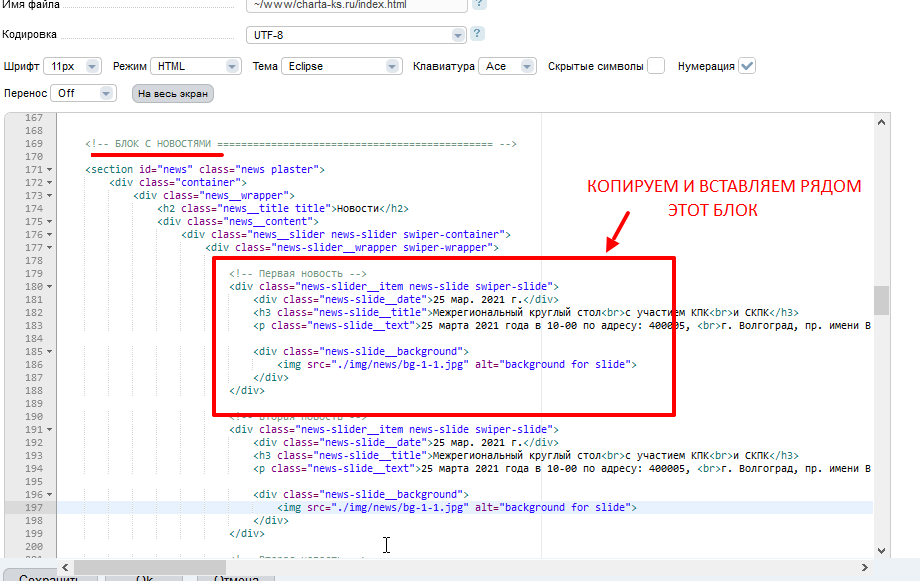 Имя файла ~/www/charta-ks.ru/index.html ?
Кодировка UTF-8 ?
Шрифт 11px Режим HTML Тема Eclipse Клавиатура Ace Скрытые символы Нумерация
Перенос Off На весь экран
167
168
169 <!-- БЛОК С НОВОСТЯМИ ============================================== -->
170
171 <section id="news" class="news plaster">
172 <div class="container">
173 <div class="news__wrapper">
174 <h2 class="news__title title">Новости</h2>
175 <div class="news__content">
176 <div class="news__slider news-slider swiper-container">
177 <div class="news-slider__wrapper swiper-wrapper">
КОПИРУЕМ И ВСТАВЛЯЕМ РЯДОМ
ЭТОТ БЛОК
178
179 <!-- Первая новость -->
180 <div class="news-slider__item news-slide swiper-slide">
181 <div class="news-slide__date">25 мар. 2021 г.</div>
182 <h3 class="news-slide__title">Межрегиональный круглый стол<br>с участием КПК<br>и СКПК</h3>
183 <p class="news-slide__text">25 марта 2021 года в 10-00 по адресу: 400005, <br>г. Волгоград, пр. имени В
184
185 <div class="news-slide__background">
186 <img src="./img/news/bg-1-1.jpg" alt="background for slide">
187 </div>
188 </div>
189
190 <!-- Вторая новость -->
191 <div class="news-slider__item news-slide swiper-slide">
192 <div class="news-slide__date">25 мар. 2021 г.</div>
193 <h3 class="news-slide__title">Межрегиональный круглый стол<br>с участием КПК<br>и СКПК</h3>
194 <p class="news-slide__text">25 марта 2021 года в 10-00 по адресу: 400005, <br>г. Волгоград, пр. имени В
195
196 <div class="news-slide__background">
197 <img src="./img/news/bg-1-1.jpg" alt="background for slide">
198 </div>
199 </div>
200
Сохранить Ok Отмена